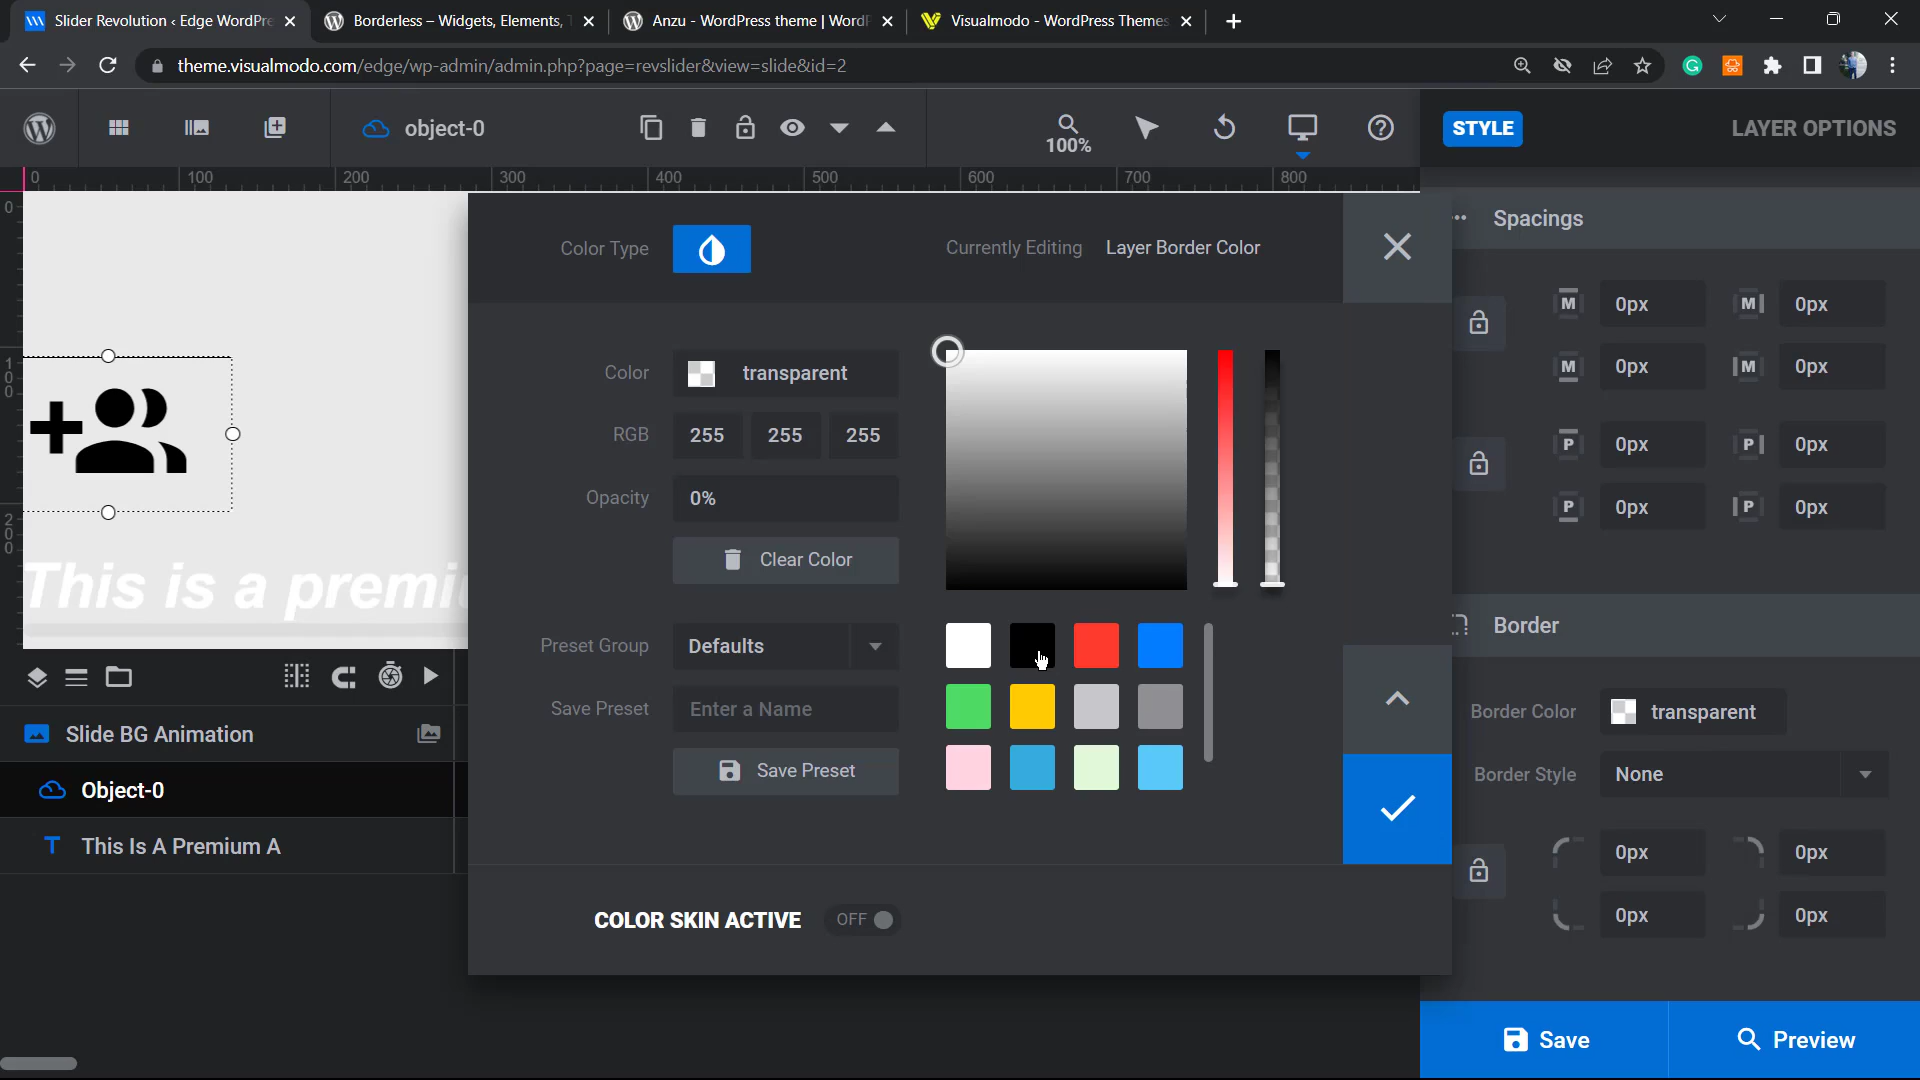 Slider Revolution ‹ Edge WordPre
Borderless – Widgets, Elements, T
Anzu - WordPress theme | WordP
Visualmodo - WordPress Themes
theme.visualmodo.com/edge/wp-admin/admin.php?page=revslider&view=slide&id=2
object-0
100%
STYLE
LAYER OPTIONS
0 100 200 300 400 500 600 700 800
0
100
200
Color Type
Currently Editing Layer Border Color
Color transparent
RGB 255 255 255
Opacity 0%
Clear Color
Preset Group Defaults
Save Preset Enter a Name
Save Preset
COLOR SKIN ACTIVE OFF
This is a premiu
Slide BG Animation
Object-0
T This Is A Premium A
Spacings
M 0px M 0px
M 0px M 0px
P 0px P 0px
P 0px P 0px
Border
Border Color transparent
Border Style None
0px 0px
0px 0px
Save Preview